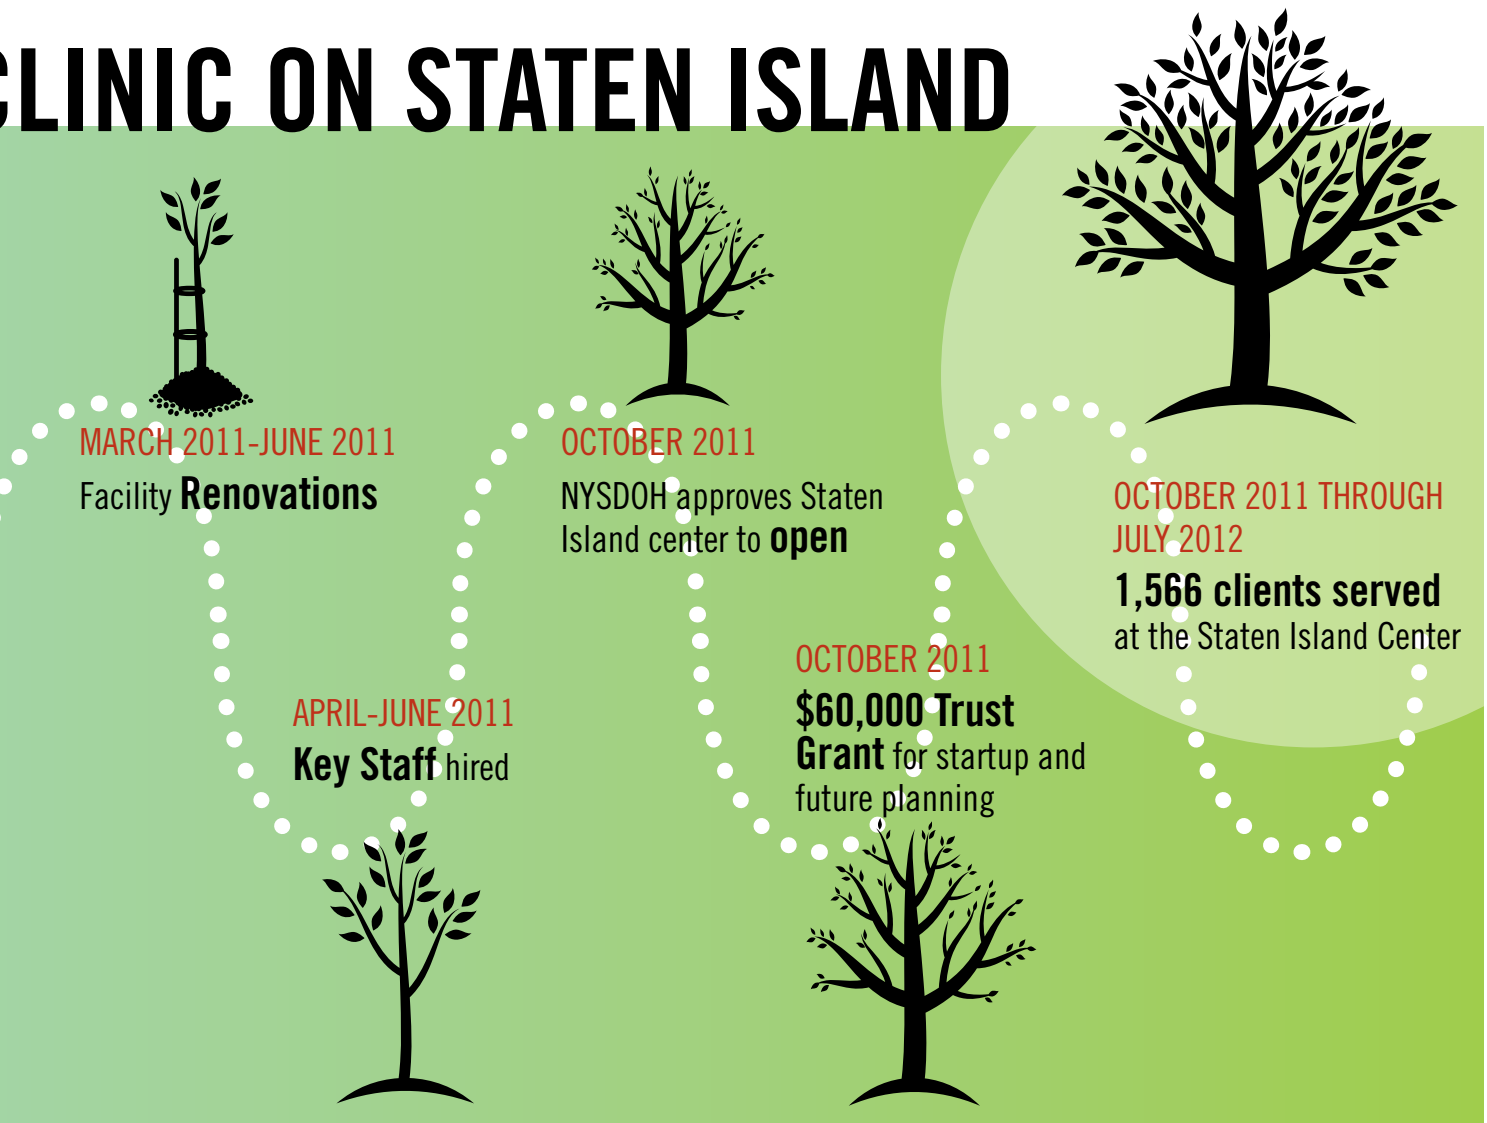 CLINIC ON STATEN ISLAND
MARCH 2011-JUNE 2011
Facility Renovations
APRIL-JUNE 2011
Key Staff hired
OCTOBER 2011
NYSDOH approves Staten
Island center to open
OCTOBER 2011
$60,000 Trust
Grant for startup and
future planning
OCTOBER 2011 THROUGH
JULY 2012
1,566 clients served
at the Staten Island Center